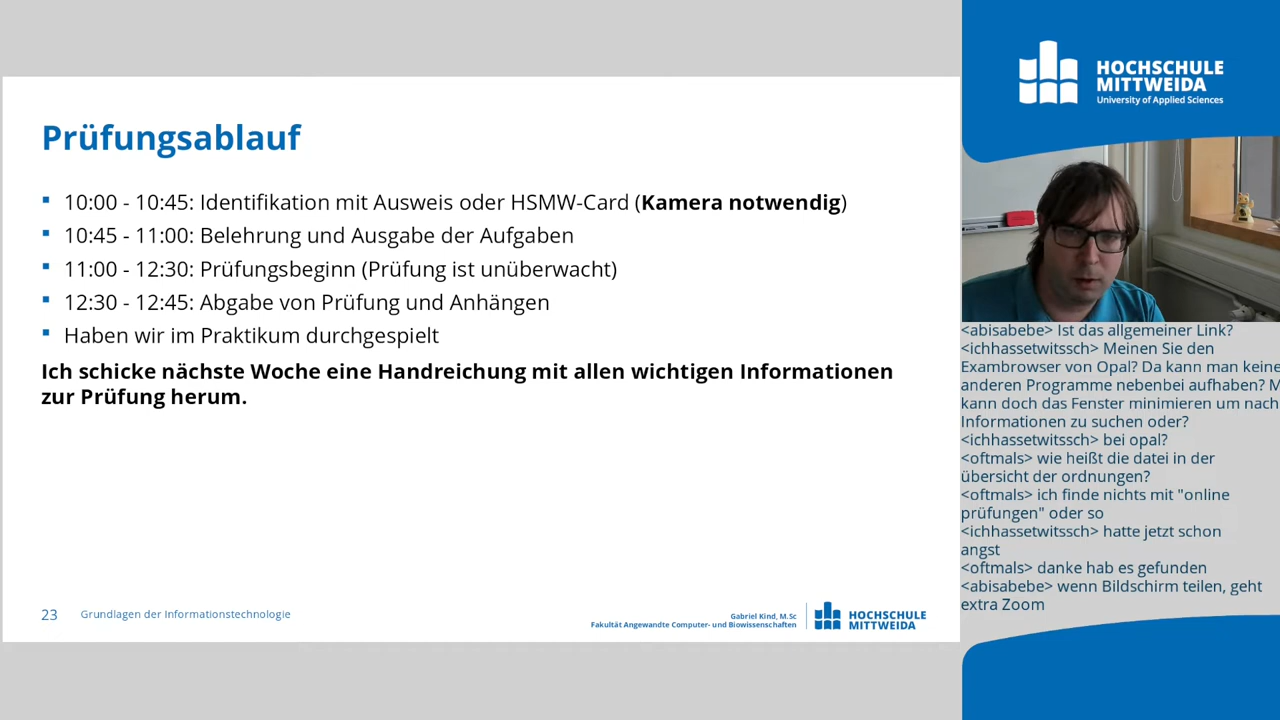 Prüfungsablauf
10:00 - 10:45: Identifikation mit Ausweis oder HSMW-Card (Kamera notwendig)
10:45 - 11:00: Belehrung und Ausgabe der Aufgaben
11:00 - 12:30: Prüfungsbeginn (Prüfung ist unüberwacht)
12:30 - 12:45: Abgabe von Prüfung und Anhängen
Haben wir im Praktikum durchgespielt
Ich schicke nächste Woche eine Handreichung mit allen wichtigen Informationen
zur Prüfung herum.
23 Grundlagen der Informationstechnologie
Gabriel Kind, M.Sc
Fakultät Angewandte Computer- und Biowissenschaften
HOCHSCHULE
MITTWEIDA
HOCHSCHULE
MITTWEIDA
University of Applied Sciences
<abisabebe> Ist das allgemeiner Link?
<ichhassetwitssch> Meinen Sie den
Exambrowser von Opal? Da kann man keine
anderen Programme nebenbei aufhaben? M
kann doch das Fenster minimieren um nach
Informationen zu suchen oder?
<ichhassetwitssch> bei opal?
<oftmals> wie heißt die datei in der
übersicht der ordnungen?
<oftmals> ich finde nichts mit "online
prüfungen" oder so
<ichhassetwitssch> hatte jetzt schon
angst
<oftmals> danke hab es gefunden
<abisabebe> wenn Bildschirm teilen, geht
extra Zoom